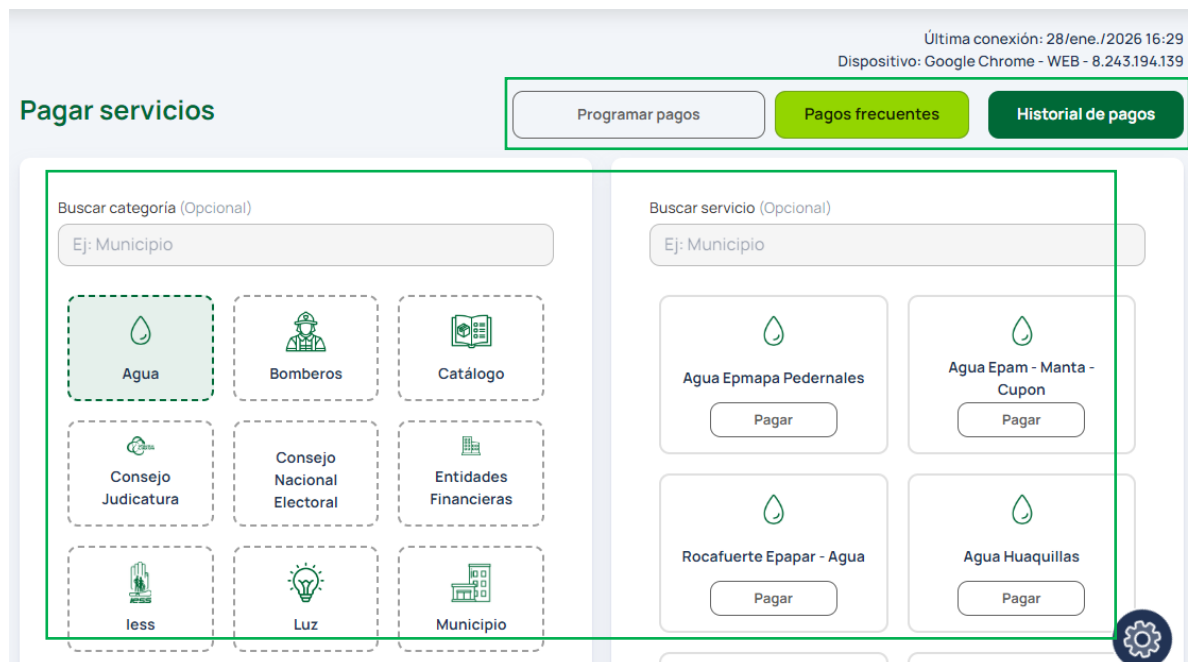 Última conexión: 28/ene./2026 16:29
Dispositivo: Google Chrome - WEB - 8.243.194.139
Pagar servicios
Programar pagos
Pagos frecuentes
Historial de pagos
Buscar categoría (Opcional)
Ej: Municipio
Agua
Bomberos
Catálogo
Consejo
Judicatura
Consejo
Nacional
Electoral
Entidades
Financieras
Iess
Luz
Municipio
Buscar servicio (Opcional)
Ej: Municipio
Agua Epmapa Pedernales
Pagar
Agua Epam - Manta -
Cupon
Pagar
Rocafuerte Epapar - Agua
Pagar
Agua Huaquillas
Pagar